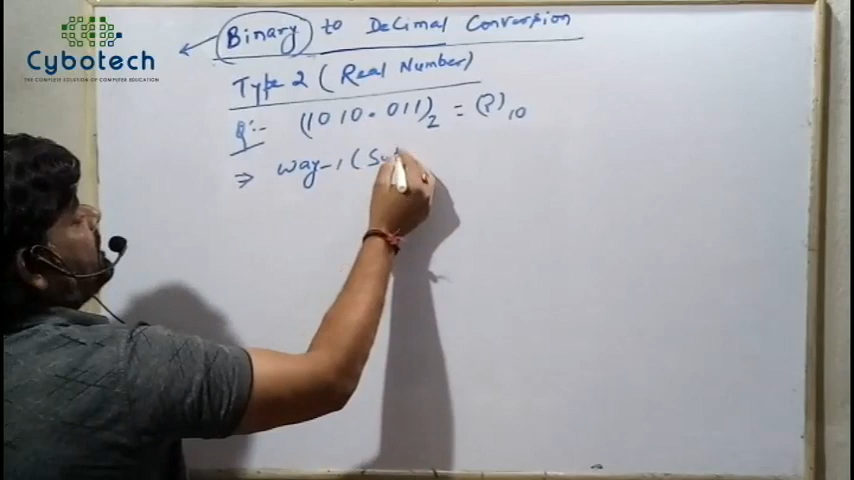 Cybotech
THE COMPLETE SOLUTION OF COMPUTER EDUCATION
Binary to Decimal Conversion
Type 2 (Real Number)
Q:- (1010.011)₂ = (?)₁₀
⇒ Way-1 (